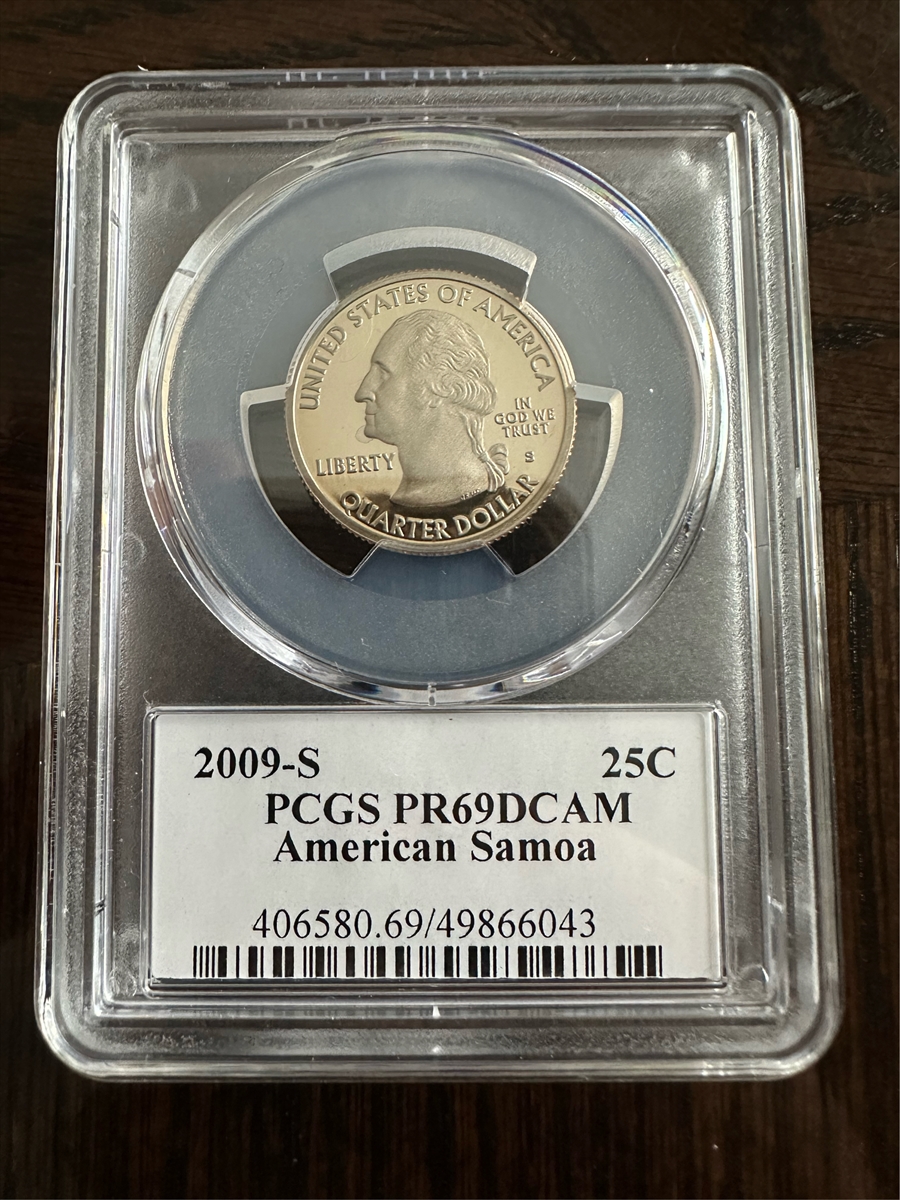 UNITED STATES OF AMERICA
IN
GOD WE
TRUST
LIBERTY
S
QUARTER DOLLAR
2009-S 25C
PCGS PR69DCAM
American Samoa
406580.69/49866043